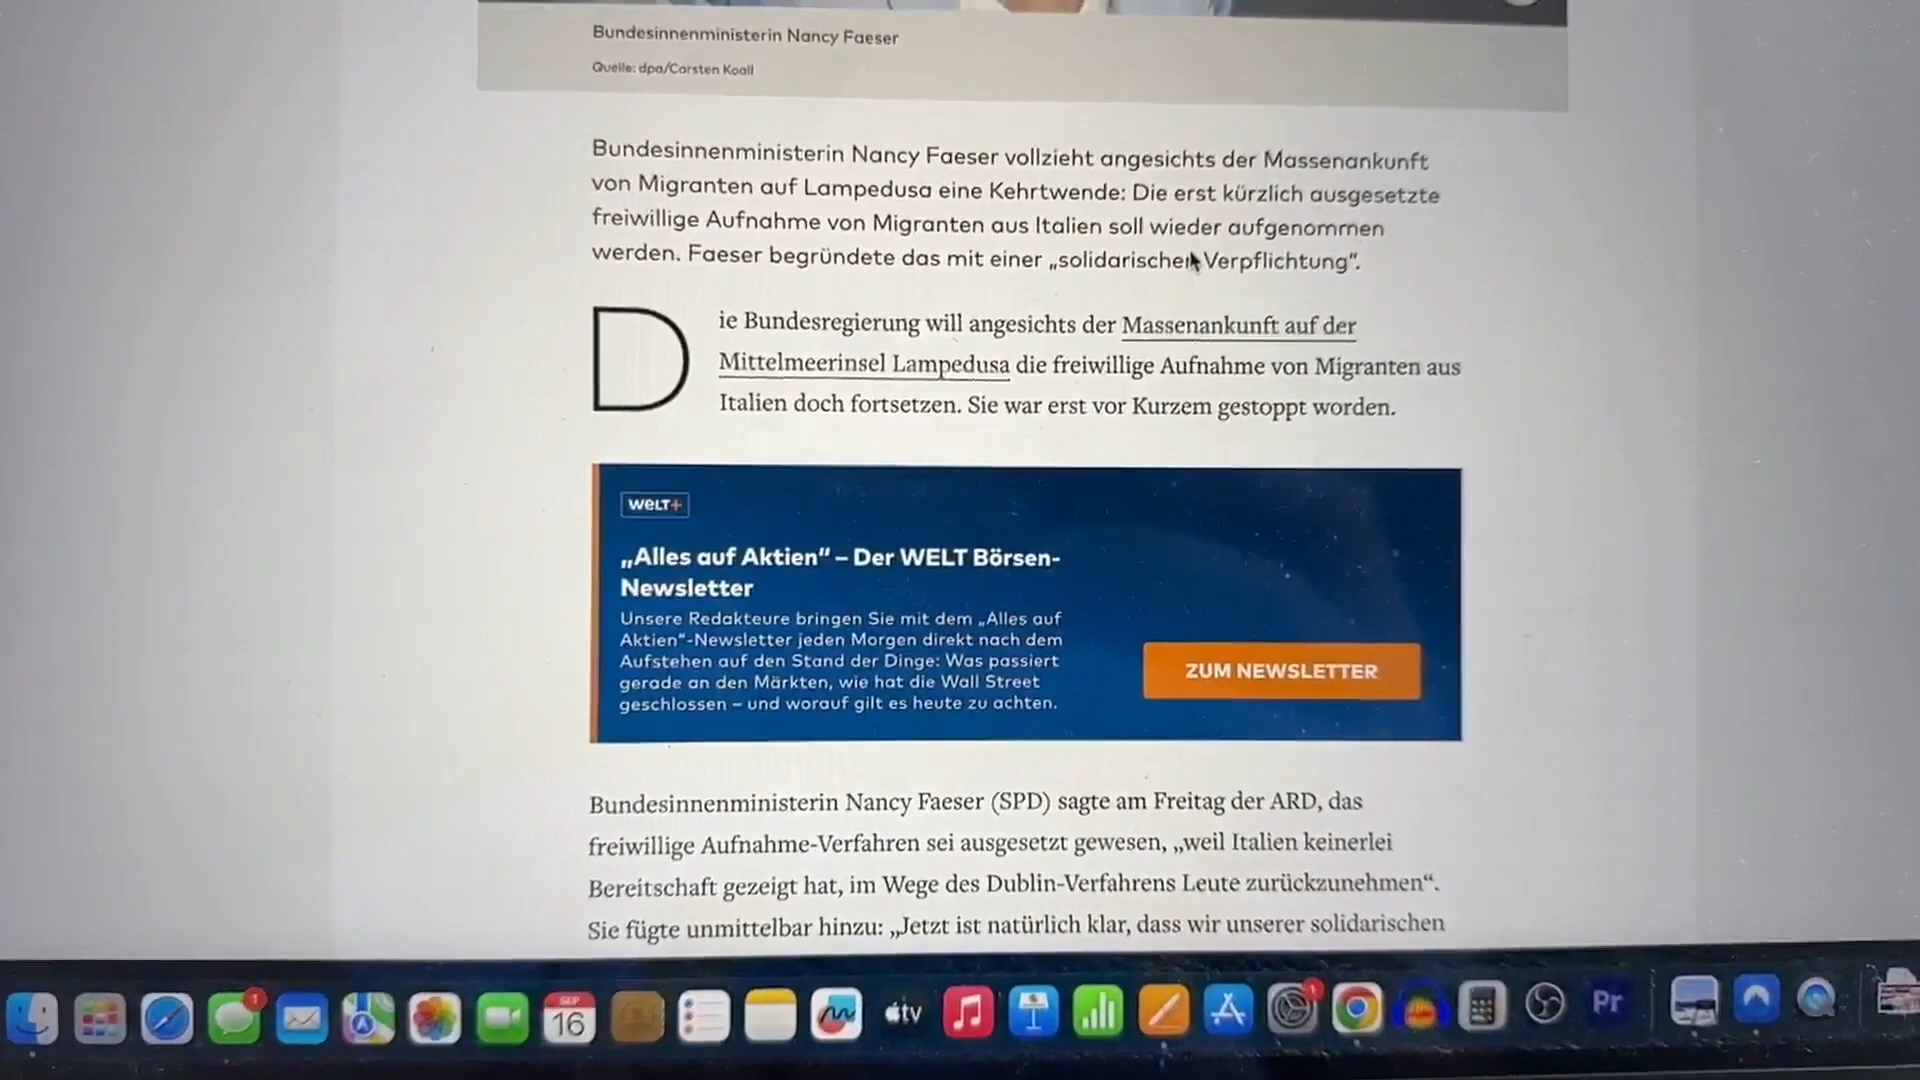 Bundesinnenministerin Nancy Faeser
Quelle: dpa/Carsten Koall
Bundesinnenministerin Nancy Faeser vollzieht angesichts der Massenankunft
von Migranten auf Lampedusa eine Kehrtwende: Die erst kürzlich ausgesetzte
freiwillige Aufnahme von Migranten aus Italien soll wieder aufgenommen
werden. Faeser begründete das mit einer „solidarischen Verpflichtung“.
Die Bundesregierung will angesichts der Massenankunft auf der
Mittelmeerinsel Lampedusa die freiwillige Aufnahme von Migranten aus
Italien doch fortsetzen. Sie war erst vor Kurzem gestoppt worden.
WELT+
„Alles auf Aktien“ – Der WELT Börsen-
Newsletter
Unsere Redakteure bringen Sie mit dem „Alles auf
Aktien“-Newsletter jeden Morgen direkt nach dem
Aufstehen auf den Stand der Dinge: Was passiert
gerade an den Märkten, wie hat die Wall Street
geschlossen – und worauf gilt es heute zu achten.
ZUM NEWSLETTER
Bundesinnenministerin Nancy Faeser (SPD) sagte am Freitag der ARD, das
freiwillige Aufnahme-Verfahren sei ausgesetzt gewesen, „weil Italien keinerlei
Bereitschaft gezeigt hat, im Wege des Dublin-Verfahrens Leute zurückzunehmen“.
Sie fügte unmittelbar hinzu: „Jetzt ist natürlich klar, dass wir unserer solidarischen
1
SEP
16
tv
1
Pr